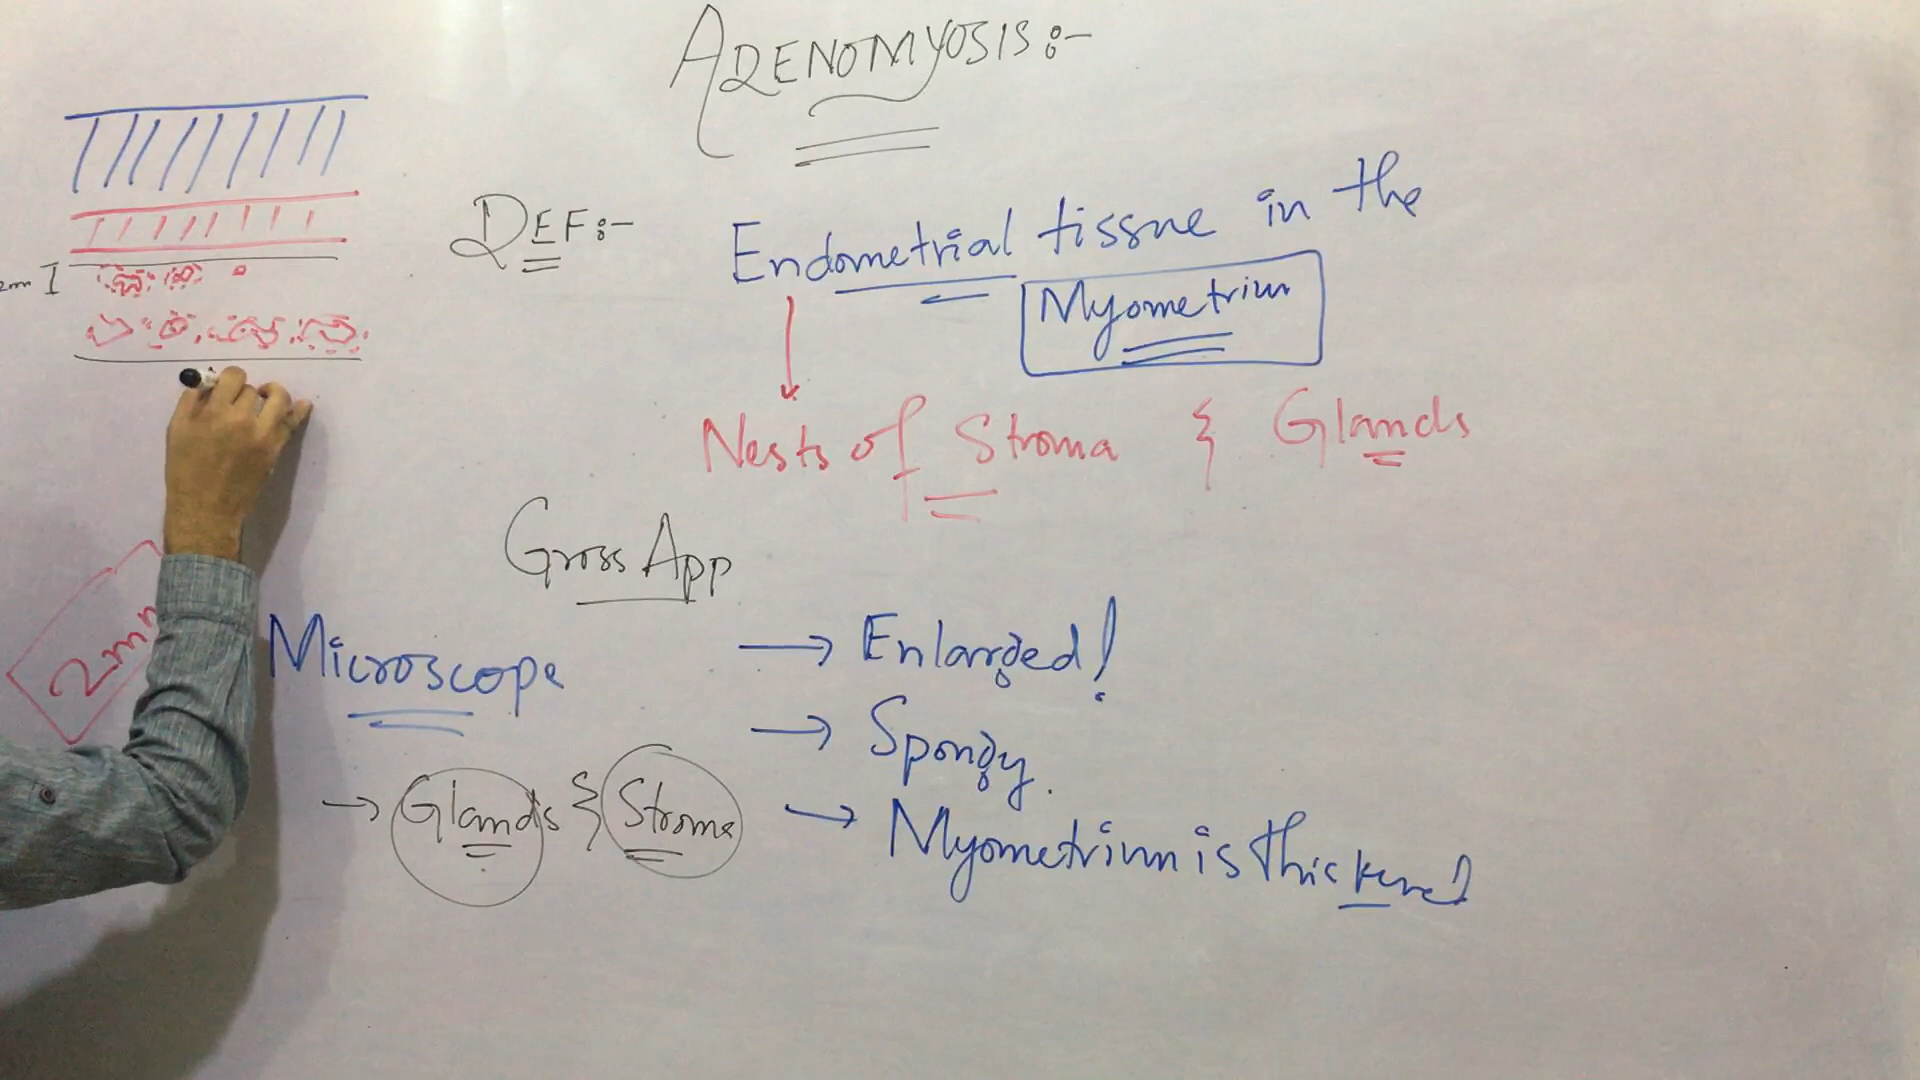 ADENOMYOSIS:-
DEF:-
Endometrial tissue in the
Myometrium
Nests of Stroma & Glands
Gross App
→ Enlarged!
→ Spongy.
→ Myometrium is thickened
Microscope
→ Glands & Stroma
2mm
2mm